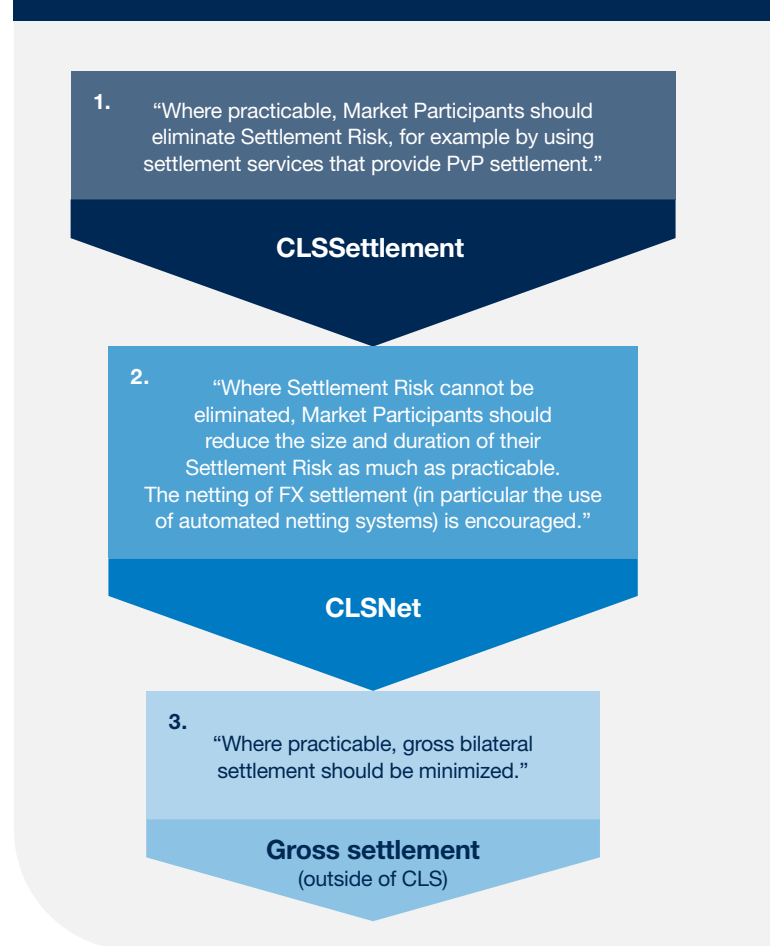 1.
“Where practicable, Market Participants should
eliminate Settlement Risk, for example by using
settlement services that provide PvP settlement.”
CLSSettlement
2.
“Where Settlement Risk cannot be
eliminated, Market Participants should
reduce the size and duration of their
Settlement Risk as much as practicable.
The netting of FX settlement (in particular the use
of automated netting systems) is encouraged.”
CLSNet
3.
“Where practicable, gross bilateral
settlement should be minimized.”
Gross settlement
(outside of CLS)